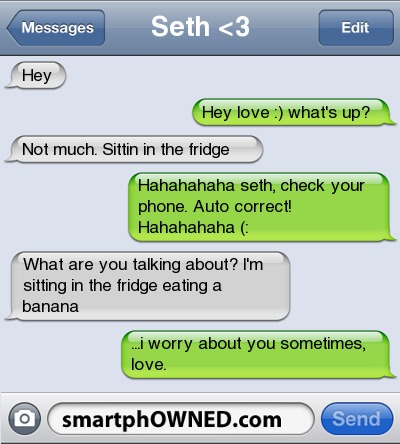 Messages
Seth <3
Edit
Hey
Hey love :) what's up?
Not much. Sittin in the fridge
Hahahahaha seth, check your
phone. Auto correct!
Hahahahaha (:
What are you talking about? I'm
sitting in the fridge eating a
banana
...i worry about you sometimes,
love.
smartphOWNED.com
Send